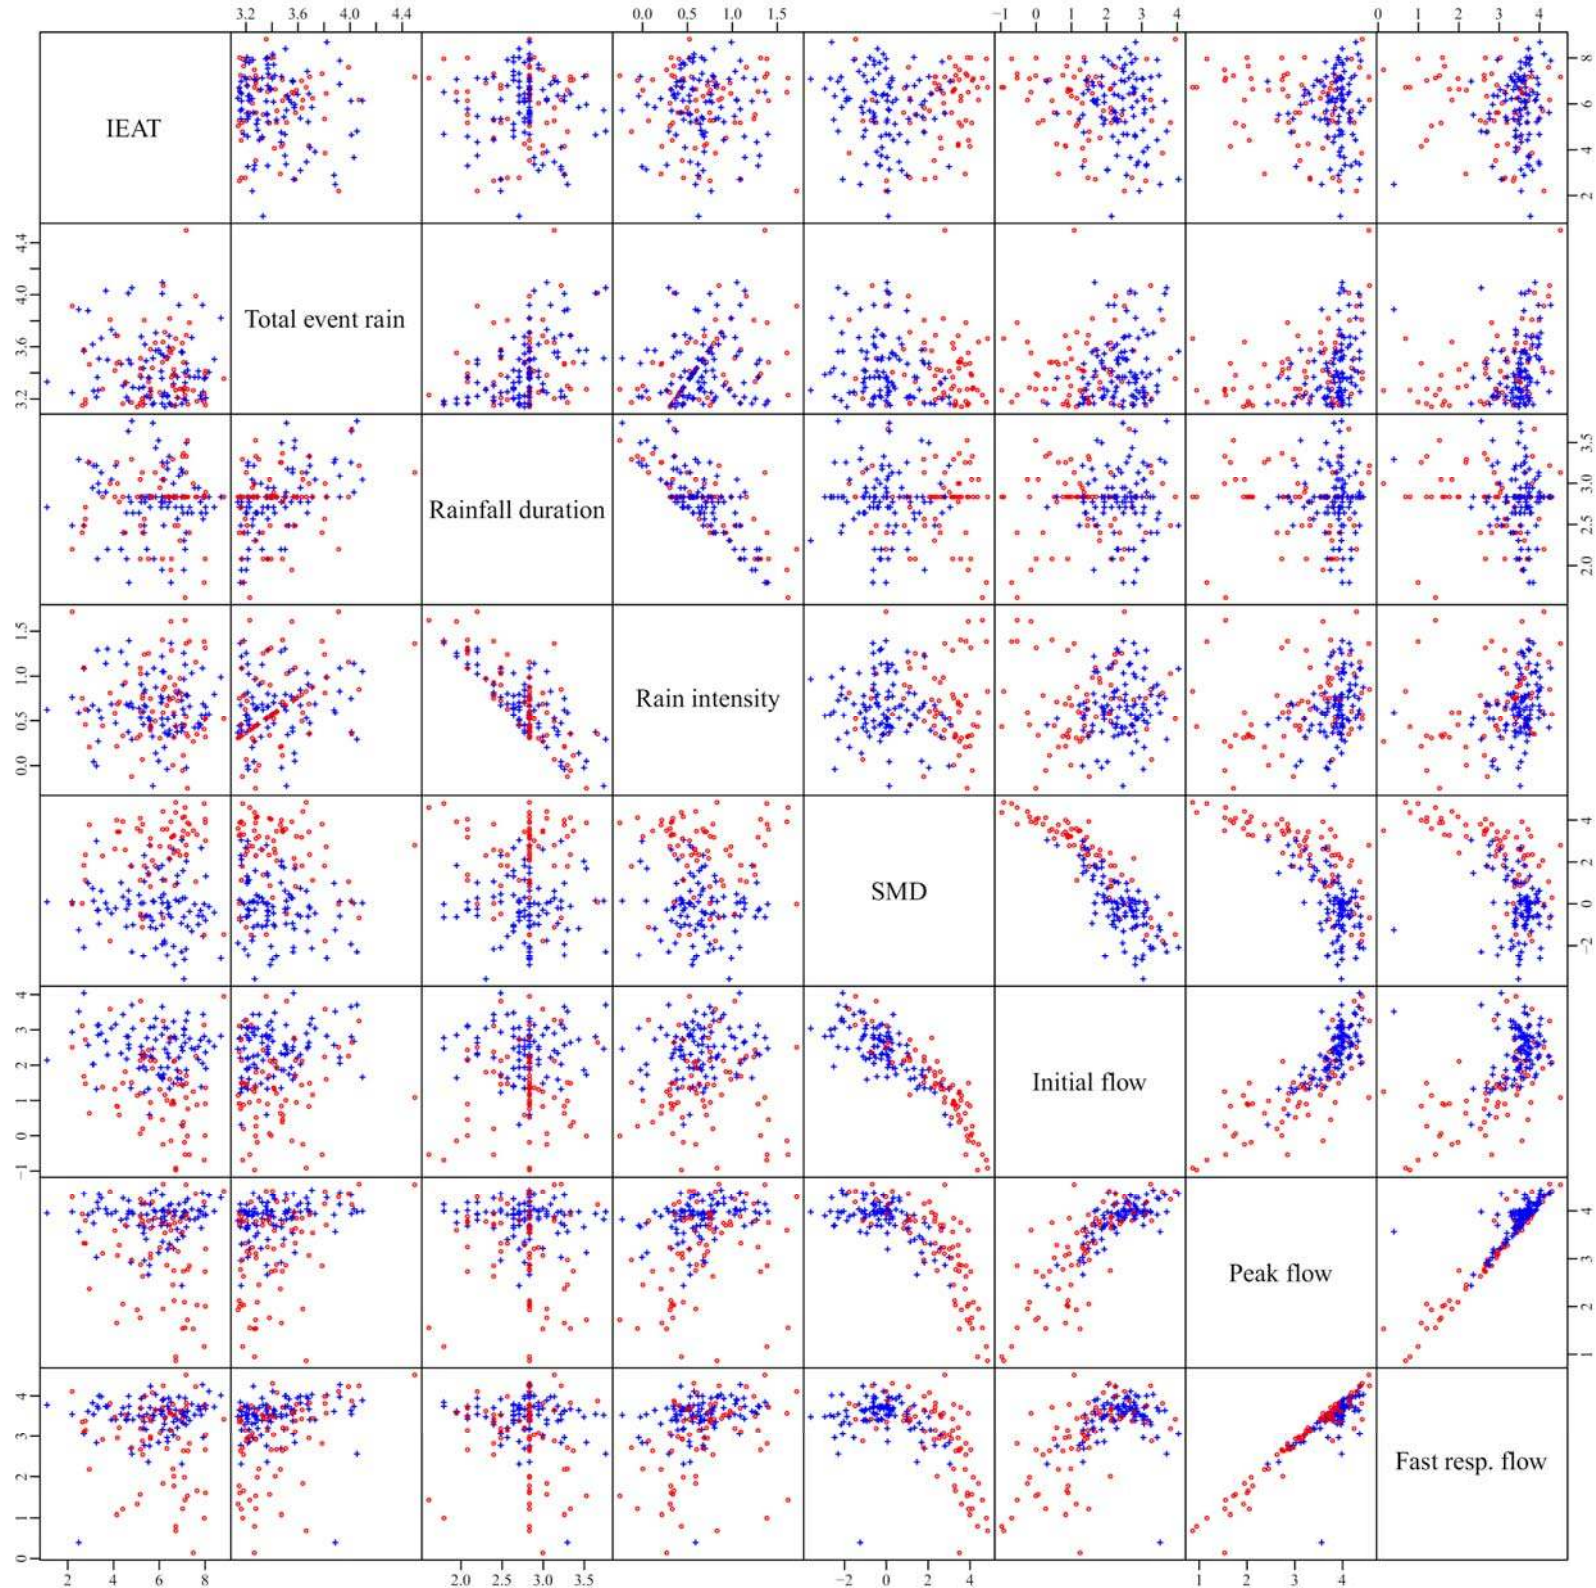 3.2 3.6 4.0 4.4 0.0 0.5 1.0 1.5 −1 0 1 2 3 4 0 1 2 3 4
IEAT
2 4 6 8
3.2 3.6 4.0 4.4
Total event rain
Rainfall duration
2.0 2.5 3.0 3.5
0.0 0.5 1.0 1.5
Rain intensity
SMD
−2 0 2 4
−1 0 1 2 3 4
Initial flow
Peak flow
1 2 3 4
0 1 2 3 4
Fast resp. flow
2 4 6 8 2.0 2.5 3.0 3.5 −2 0 2 4 1 2 3 4